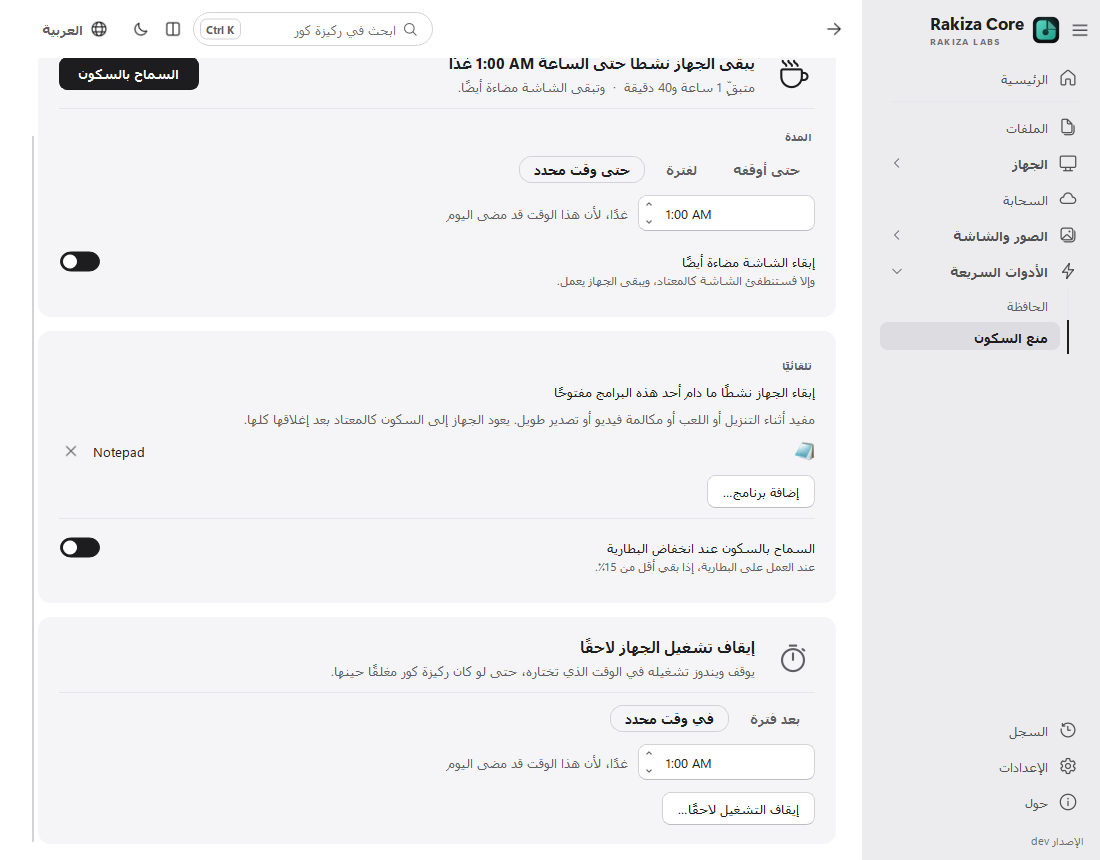 Rakiza Core
RAKIZA LABS
الرئيسية
الملفات
الجهاز
السحابة
الصور والشاشة
الأدوات السريعة
الحافظة
منع السكون
السجل
الإعدادات
حول
الإصدار dev
ابحث في ركيزة كور
Ctrl K
العربية
يبقى الجهاز نشطًا حتى الساعة 1:00 AM غدًا
متبقٍّ 1 ساعة و40 دقيقة · وتبقى الشاشة مضاءة أيضًا.
السماح بالسكون
المدة
حتى أوقفه
لفترة
حتى وقت محدد
1:00 AM
غدًا، لأن هذا الوقت قد مضى اليوم
إبقاء الشاشة مضاءة أيضًا
وإلا فستنطفئ الشاشة كالمعتاد، ويبقى الجهاز يعمل.
تلقائيًا
إبقاء الجهاز نشطًا ما دام أحد هذه البرامج مفتوحًا
مفيد أثناء التنزيل أو اللعب أو مكالمة فيديو أو تصدير طويل. يعود الجهاز إلى السكون كالمعتاد بعد إغلاقها كلها.
Notepad
إضافة برنامج...
السماح بالسكون عند انخفاض البطارية
عند العمل على البطارية، إذا بقي أقل من 15٪.
إيقاف تشغيل الجهاز لاحقًا
يوقف ويندوز تشغيله في الوقت الذي تختاره، حتى لو كان ركيزة كور مغلقًا حينها.
بعد فترة
في وقت محدد
1:00 AM
غدًا، لأن هذا الوقت قد مضى اليوم
إيقاف التشغيل لاحقًا...